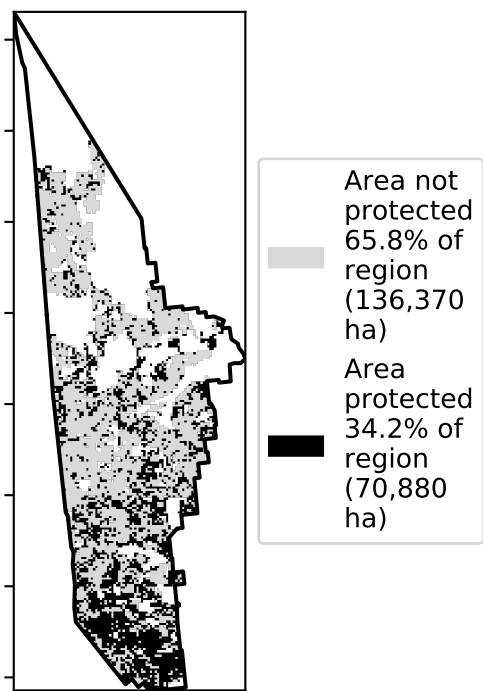 Area not
protected
65.8% of
region
(136,370
ha)
Area
protected
34.2% of
region
(70,880
ha)